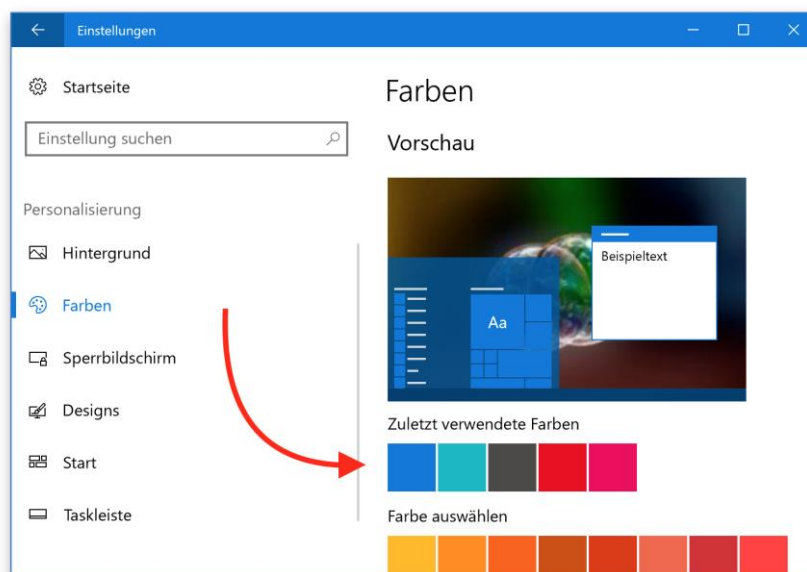 Einstellungen
Startseite
Einstellung suchen
Personalisierung
Hintergrund
Farben
Sperrbildschirm
Designs
Start
Taskleiste
Farben
Vorschau
Beispieltext
Aa
Zuletzt verwendete Farben
Farbe auswählen